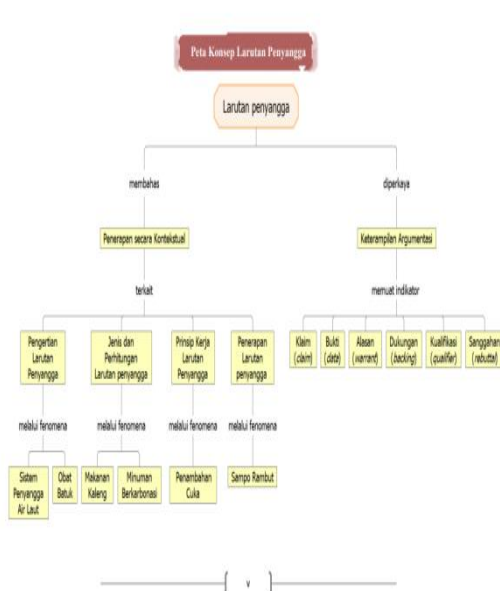 Peta Konsep Larutan Penyangga
Larutan penyangga
membahas
diperkaya
Penerapan secara Kontekstual
Keterampilan Argumentasi
terkait
memuat indikator
Pengertian
Larutan
Penyangga
Jenis dan
Perhitungan
Larutan penyangga
Prinsip Kerja
Larutan
Penyangga
Penerapan
Larutan
penyangga
Klaim
(claim)
Bukti
(data)
Alasan
(warrant)
Dukungan
(backing)
Kualifikasi
(qualifier)
Sanggahan
(rebuttal)
melalui fenomena
melalui fenomena
melalui fenomena
melalui fenomena
Sistem
Penyangga
Air Laut
Obat
Batuk
Makanan
Kaleng
Minuman
Berkarbonasi
Penambahan
Cuka
Sampo Rambut
v